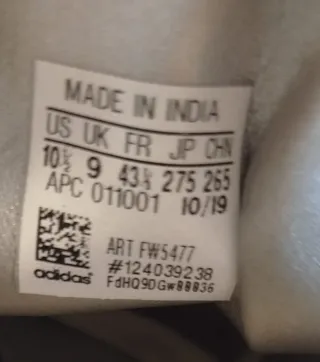 MADE IN INDIA
US UK FR JP CHN
10½ 9 43⅓ 275 265
APC 011001 10/19
ART FW5477
#124039238
adidas FdHQ9DGw88836